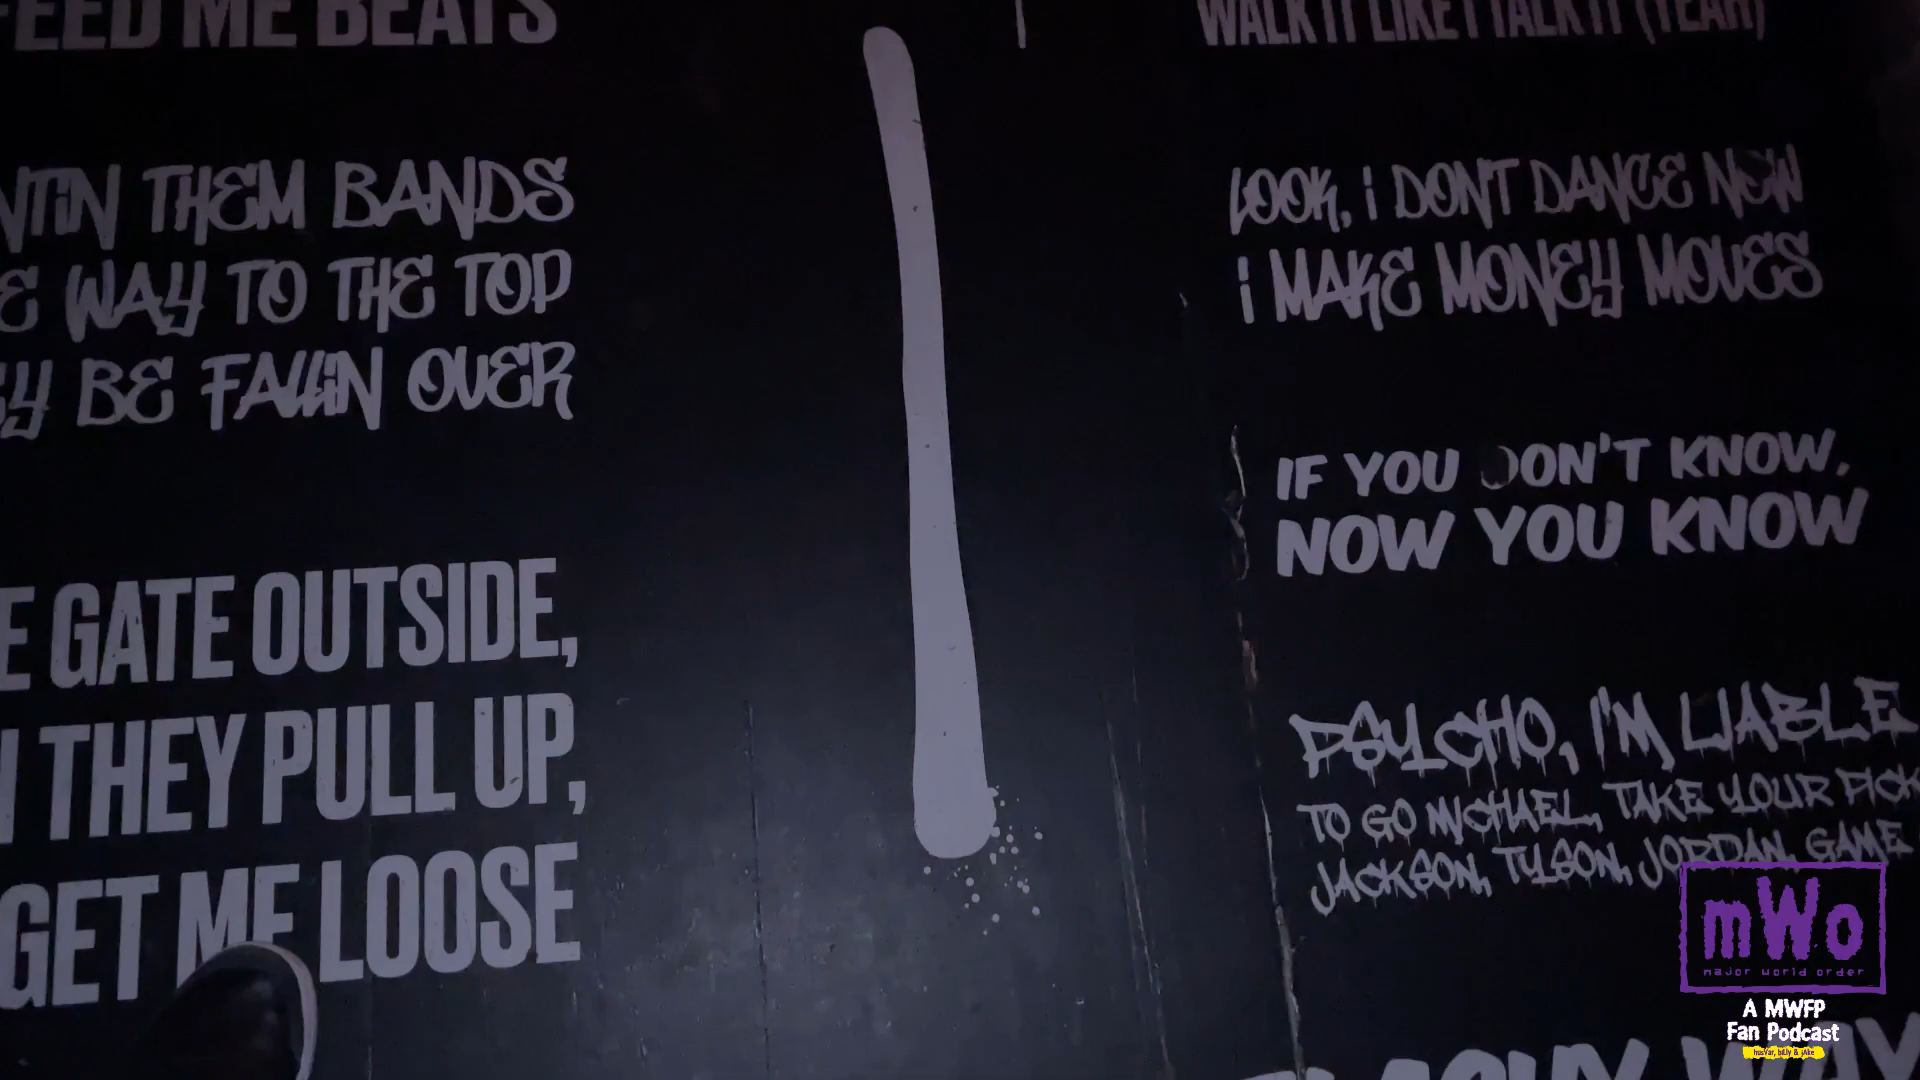 FEED ME BEATS
THEM BANDS
WAY TO THE TOP
BE FALLIN OVER
GATE OUTSIDE,
THEY PULL UP,
GET ME LOOSE
WALK IT LIKE I TALK IT (YEAH)
LOOK, i DONT DANCE NOW
i MAKE MONEY MOVES
IF YOU DON'T KNOW,
NOW YOU KNOW
PSYCHO, I'M LIABLE
TO GO MICHAEL, TAKE YOUR PICK
JACKSON, TYSON, JORDAN, GAME
mWo
major world order
A MWFP
Fan Podcast